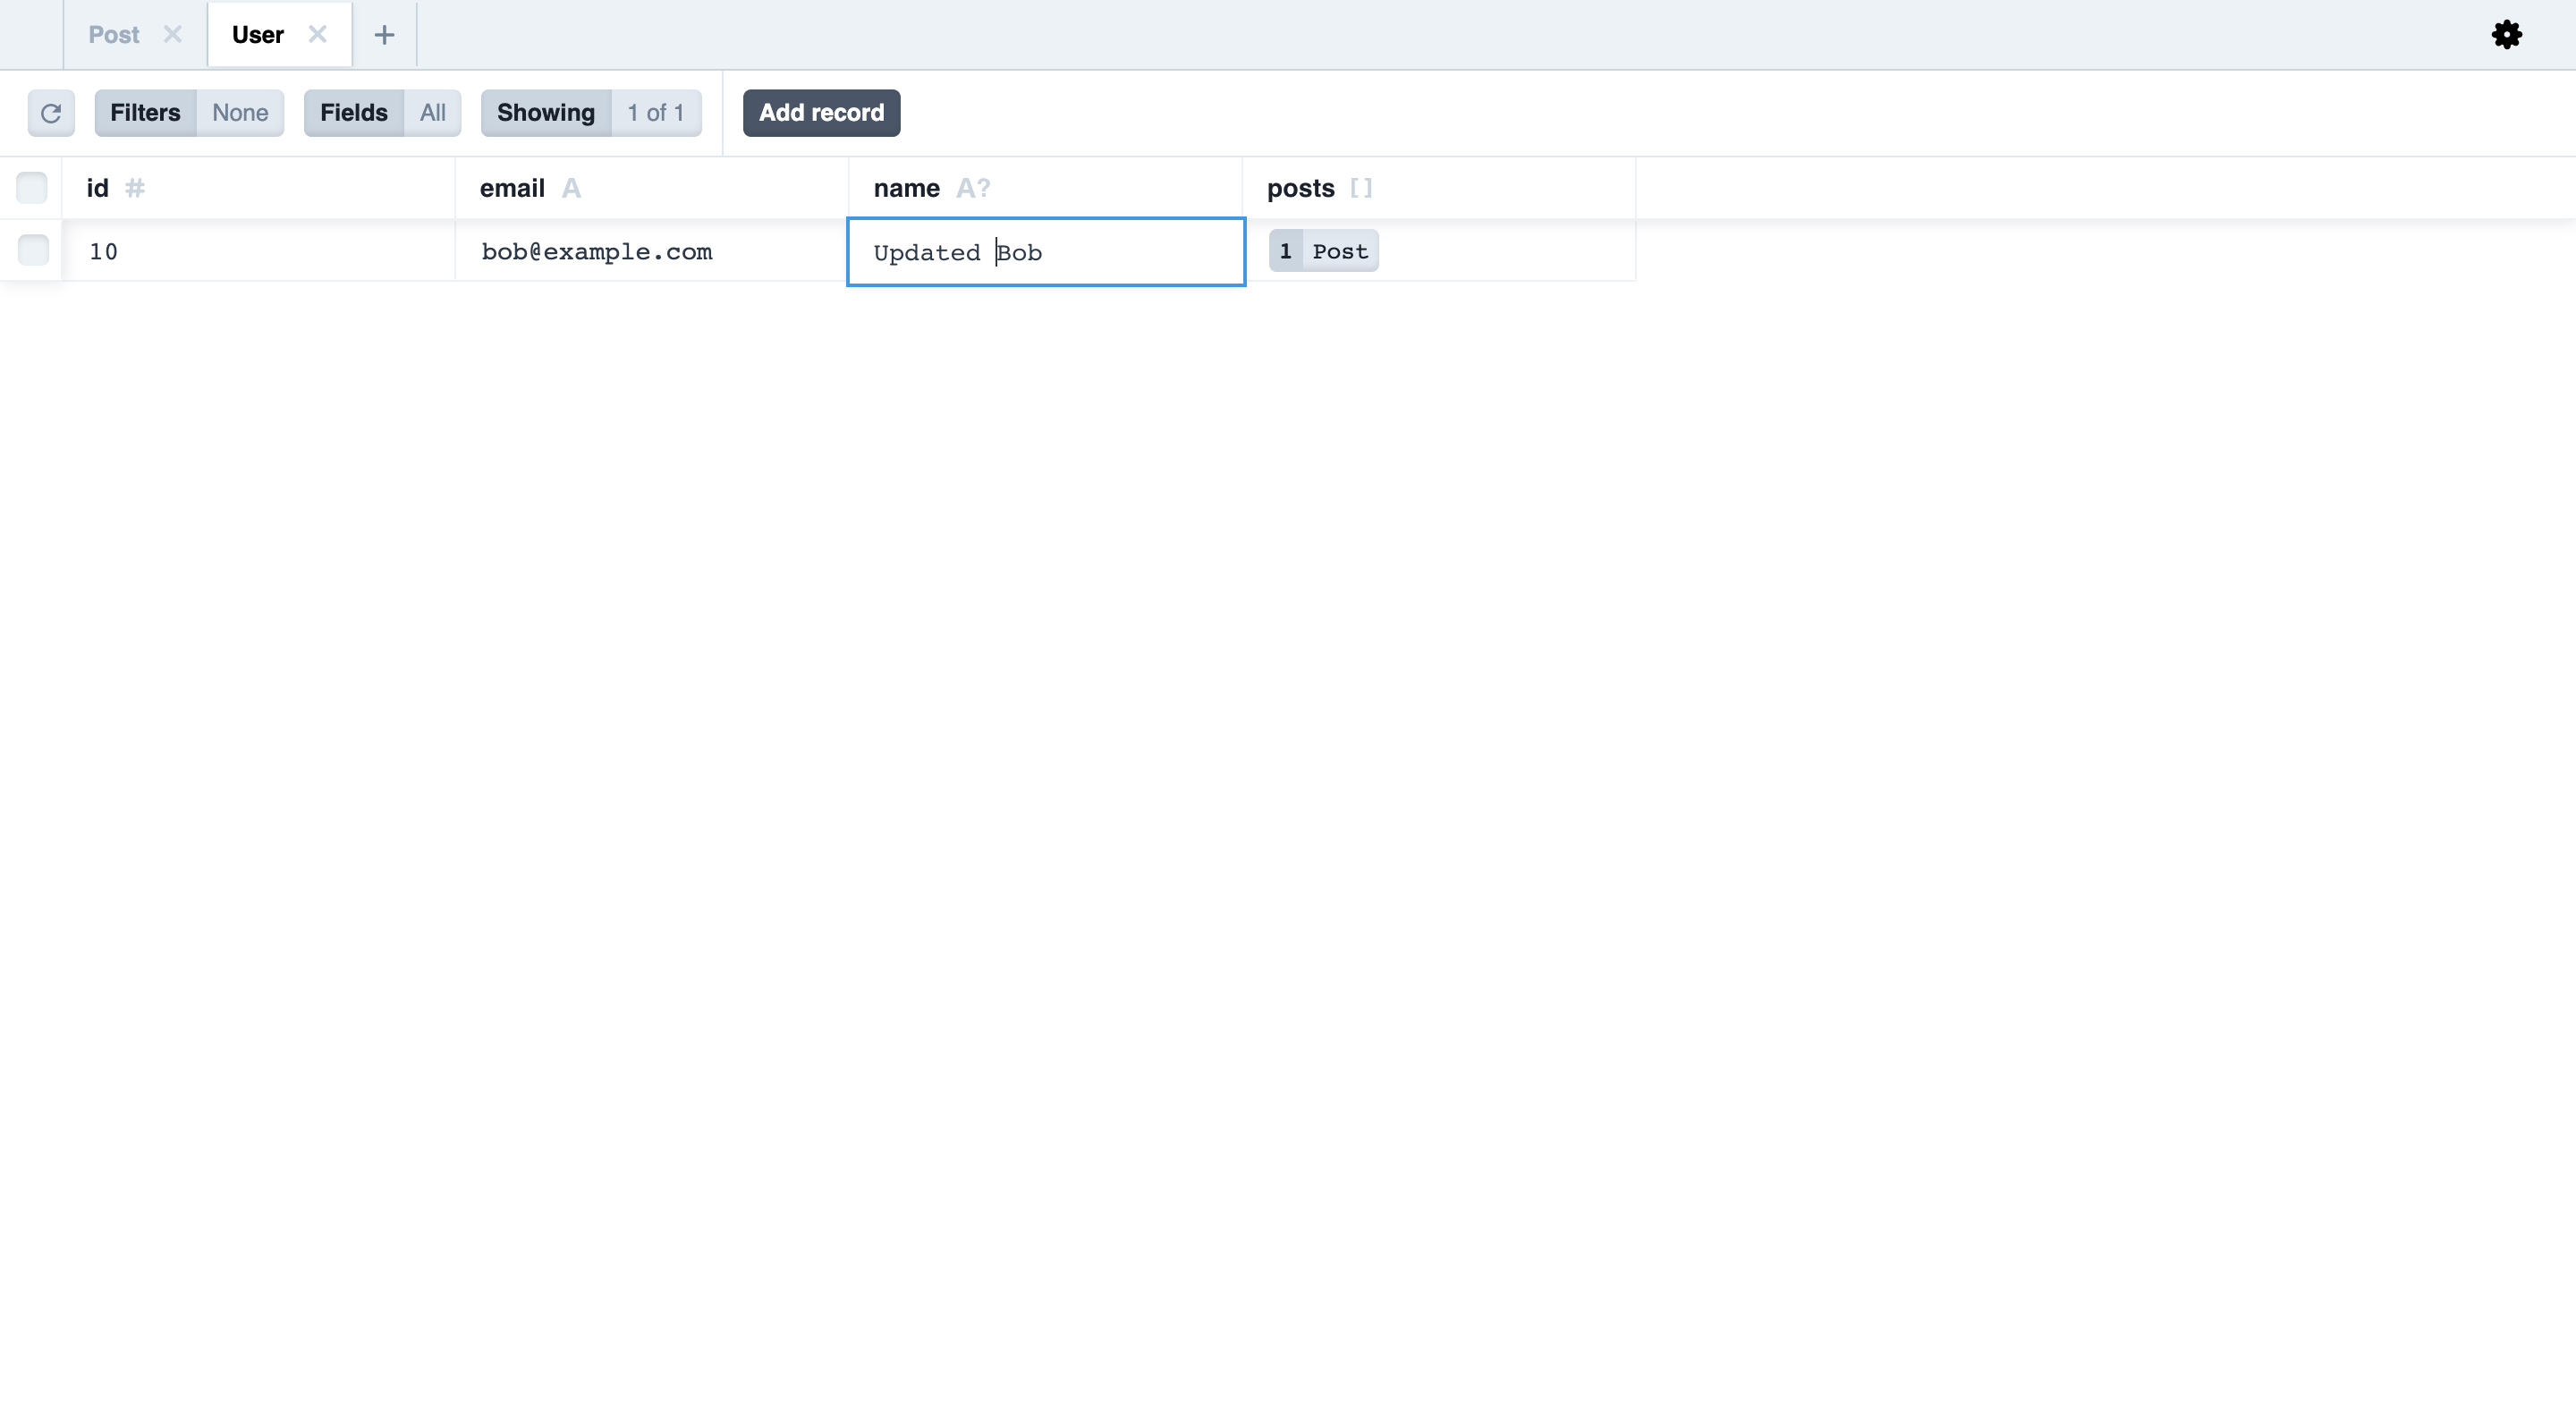 Post User
Filters None Fields All Showing 1 of 1 Add record
id # email A name A? posts []
10 bob@example.com Updated Bob 1 Post